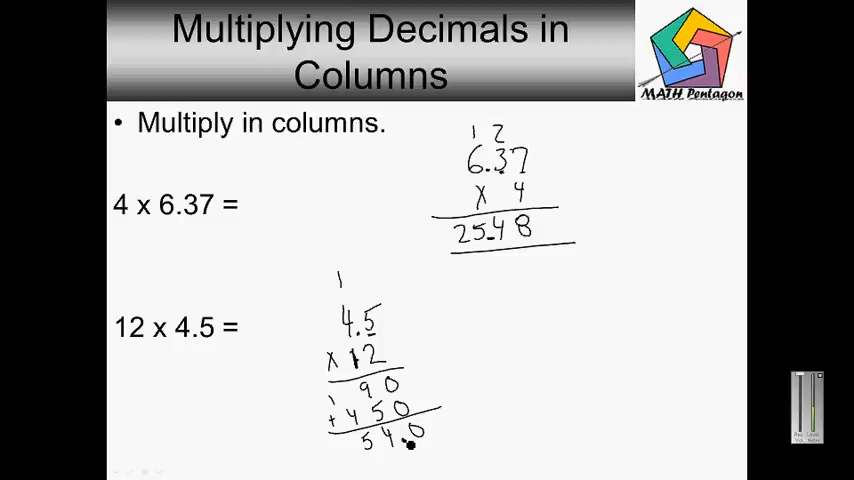 Multiplying Decimals in
Columns
MATH Pentagon
• Multiply in columns.
4 x 6.37 =
1 2
6.37
x 4
25.48
12 x 4.5 =
1
4.5
x 12
90
1
+ 450
54.0